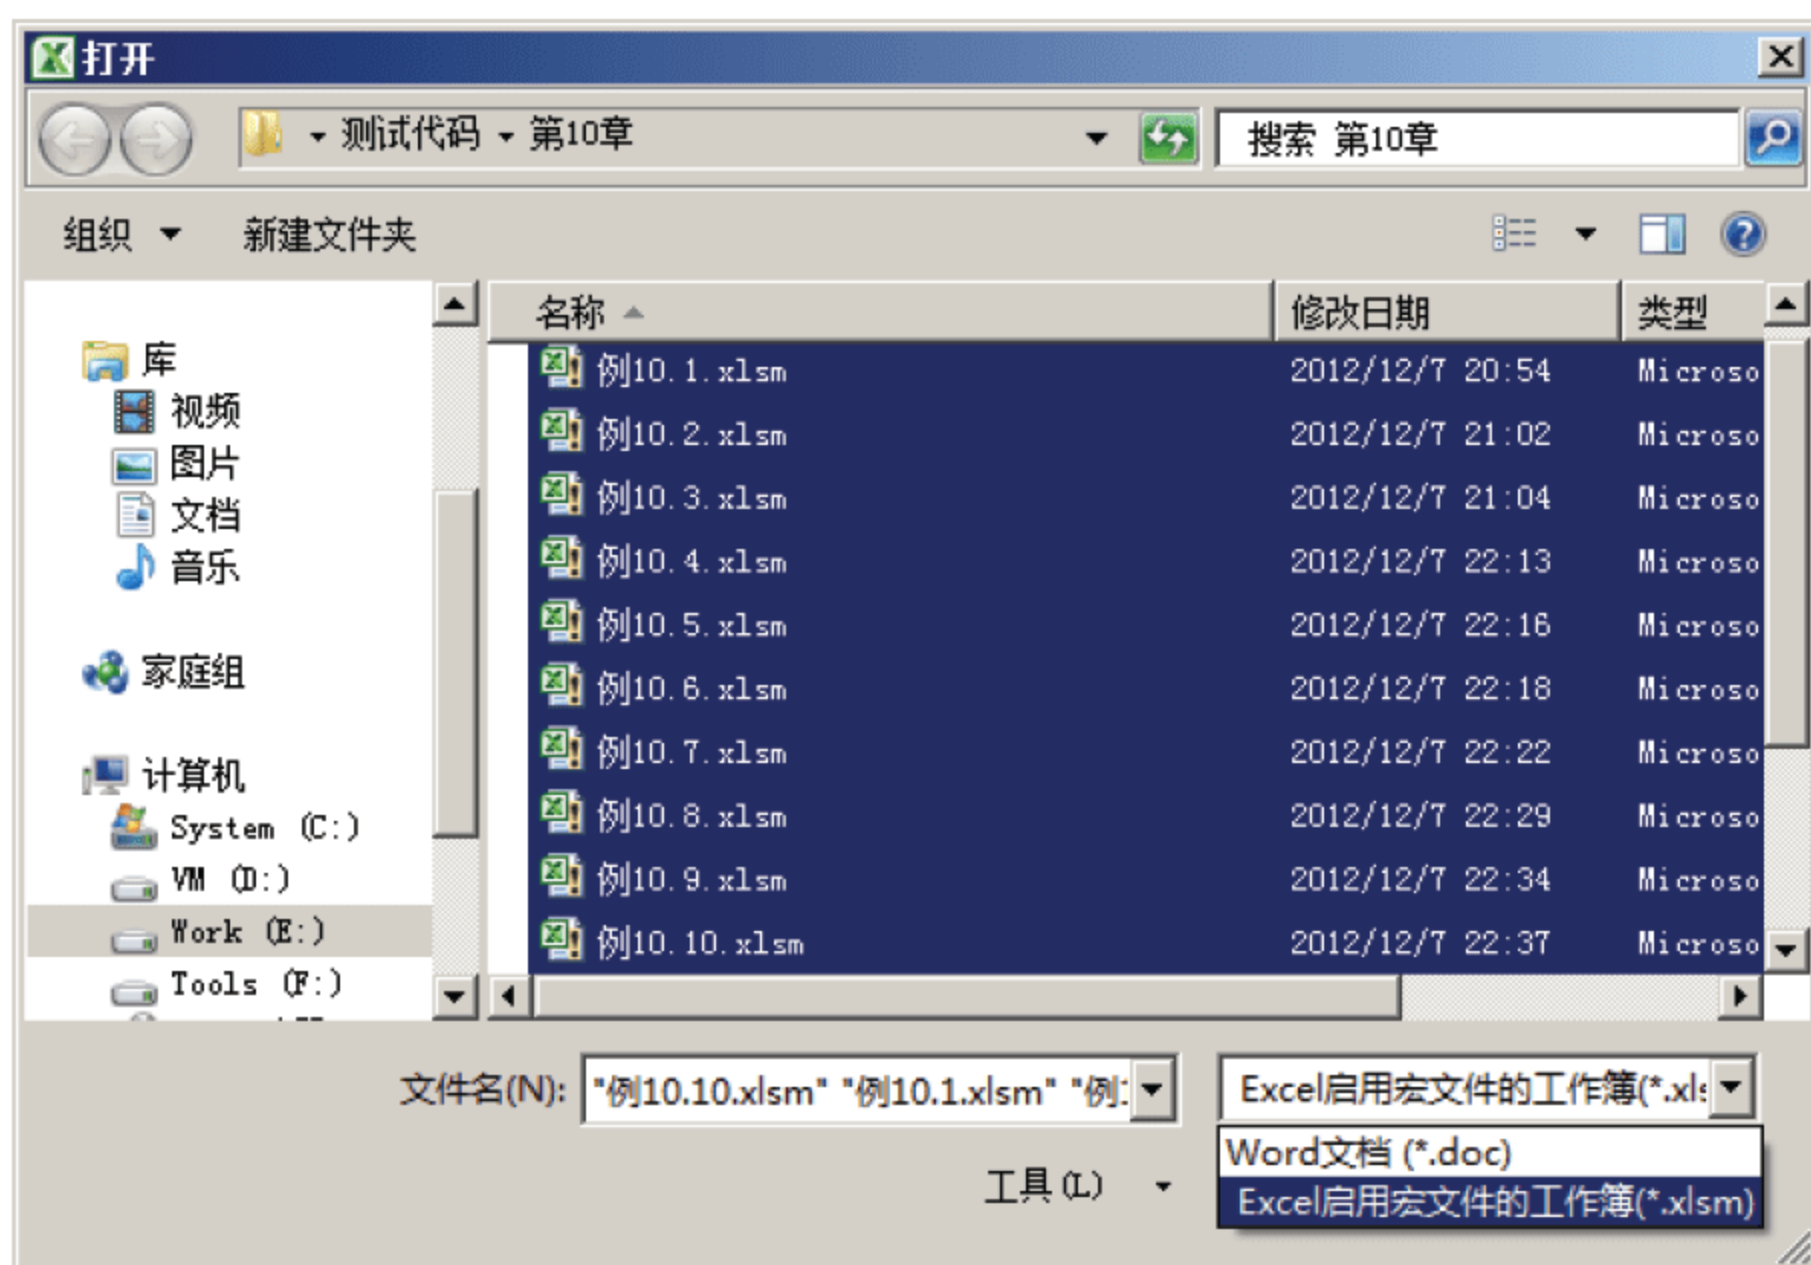 打开
测试代码 第10章
搜索 第10章
组织 新建文件夹
名称 修改日期 类型
库
视频
图片
文档
音乐
家庭组
计算机
System (C:)
VM (D:)
Work (E:)
Tools (F:)
例10.1.xlsm 2012/12/7 20:54 Microso
例10.2.xlsm 2012/12/7 21:02 Microso
例10.3.xlsm 2012/12/7 21:04 Microso
例10.4.xlsm 2012/12/7 22:13 Microso
例10.5.xlsm 2012/12/7 22:16 Microso
例10.6.xlsm 2012/12/7 22:18 Microso
例10.7.xlsm 2012/12/7 22:22 Microso
例10.8.xlsm 2012/12/7 22:29 Microso
例10.9.xlsm 2012/12/7 22:34 Microso
例10.10.xlsm 2012/12/7 22:37 Microso
文件名(N): "例10.10.xlsm" "例10.1.xlsm" "例1 Excel启用宏文件的工作簿(*.xls
Word文档 (*.doc)
工具(L) Excel启用宏文件的工作簿(*.xlsm)